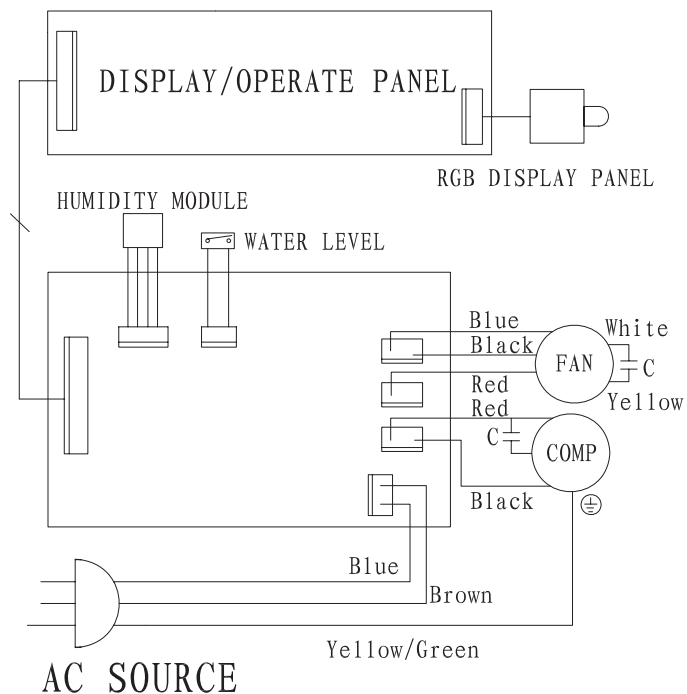 DISPLAY/OPERATE PANEL
RGB DISPLAY PANEL
HUMIDITY MODULE
WATER LEVEL
Blue
White
Black
FAN
C
Red
Yellow
Red
C
COMP
Black
Blue
Brown
Yellow/Green
AC SOURCE